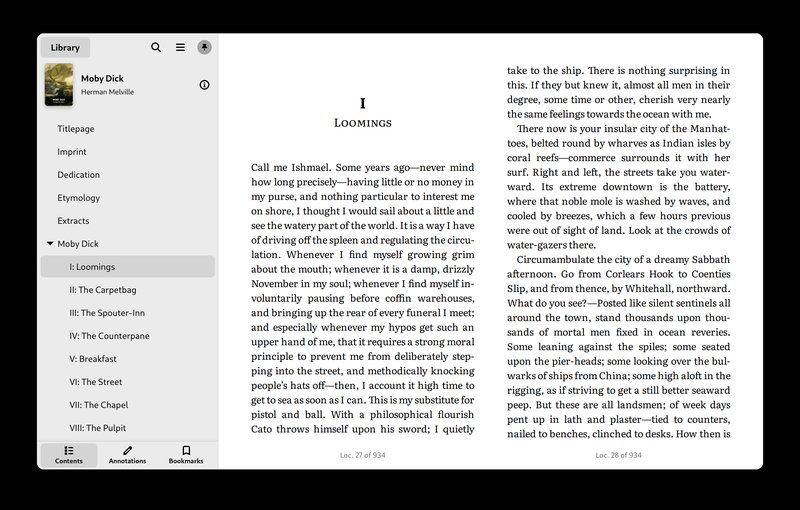 Library
Moby Dick
Herman Melville
Titlepage
Imprint
Dedication
Etymology
Extracts
Moby Dick
I: Loomings
II: The Carpetbag
III: The Spouter-Inn
IV: The Counterpane
V: Breakfast
VI: The Street
VII: The Chapel
VIII: The Pulpit
Contents
Annotations
Bookmarks
I
Loomings
Call me Ishmael. Some years ago—never mind
how long precisely—having little or no money in
my purse, and nothing particular to interest me
on shore, I thought I would sail about a little and
see the watery part of the world. It is a way I have
of driving off the spleen and regulating the circu-
lation. Whenever I find myself growing grim
about the mouth; whenever it is a damp, drizzly
November in my soul; whenever I find myself in-
voluntarily pausing before coffin warehouses,
and bringing up the rear of every funeral I meet;
and especially whenever my hypos get such an
upper hand of me, that it requires a strong moral
principle to prevent me from deliberately step-
ping into the street, and methodically knocking
people's hats off—then, I account it high time to
get to sea as soon as I can. This is my substitute for
pistol and ball. With a philosophical flourish
Cato throws himself upon his sword; I quietly
Loc. 27 of 934
take to the ship. There is nothing surprising in
this. If they but knew it, almost all men in their
degree, some time or other, cherish very nearly
the same feelings towards the ocean with me.
There now is your insular city of the Manhat-
toes, belted round by wharves as Indian isles by
coral reefs—commerce surrounds it with her
surf. Right and left, the streets take you water-
ward. Its extreme downtown is the battery,
where that noble mole is washed by waves, and
cooled by breezes, which a few hours previous
were out of sight of land. Look at the crowds of
water-gazers there.
Circumambulate the city of a dreamy Sabbath
afternoon. Go from Corlears Hook to Coenties
Slip, and from thence, by Whitehall, northward.
What do you see?—Posted like silent sentinels all
around the town, stand thousands upon thou-
sands of mortal men fixed in ocean reveries.
Some leaning against the spiles; some seated
upon the pier-heads; some looking over the bul-
warks of ships from China; some high aloft in the
rigging, as if striving to get a still better seaward
peep. But these are all landsmen; of week days
pent up in lath and plaster—tied to counters,
nailed to benches, clinched to desks. How then is
Loc. 28 of 934